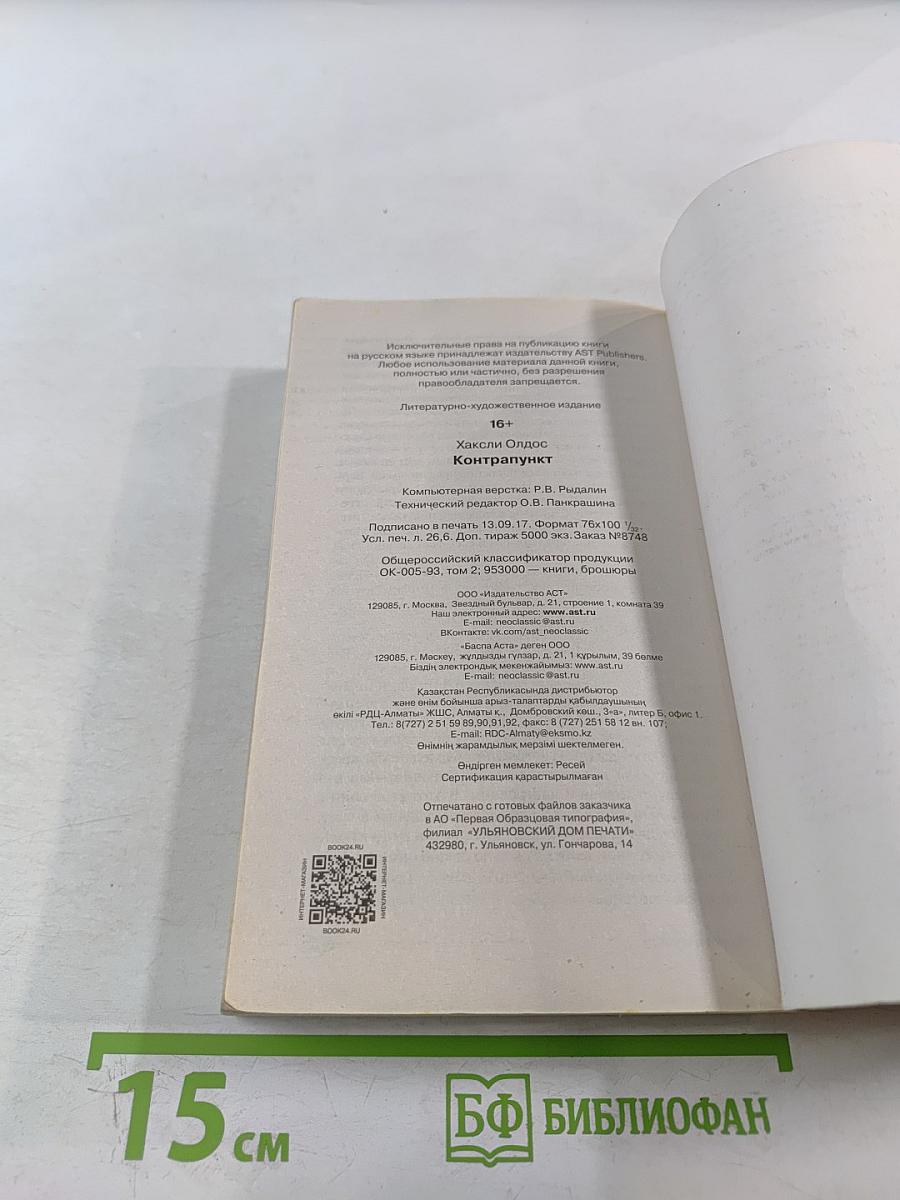 Исключительные права на публикацию книги
на русском языке принадлежат издательству AST Publishers.
Любое использование материала данной книги,
полностью или частично, без разрешения
правообладателя запрещается.
Литературно-художественное издание
16+
Хаксли Олдос
Контрапункт
Компьютерная верстка: Р.В. Рыдалин
Технический редактор О.В. Панкрашина
Подписано в печать 13.09.17. Формат 76x100 1/32.
Усл. печ. л. 26,6. Доп. тираж 5000 экз. Заказ №8748
Общероссийский классификатор продукции
ОК-005-93, том 2; 953000 — книги, брошюры
ООО «Издательство АСТ»
129085, г. Москва, Звездный бульвар, д. 21, строение 1, комната 39
Наш электронный адрес: www.ast.ru
E-mail: neoclassic@ast.ru
ВКонтакте: vk.com/ast_neoclassic
«Баспа Аста» деген ООО
129085, г. Мәскеу, жұлдызды гүлзар, д. 21, 1 құрылым, 39 бөлме
Біздің электрондық мекенжайымыз: www.ast.ru
E-mail: neoclassic@ast.ru
Қазақстан Республикасында дистрибьютор
және өнім бойынша арыз-талаптарды қабылдаушының
өкілі «РДЦ-Алматы» ЖШС, Алматы қ., Домбровский көш., 3«а», литер Б, офис 1.
Тел.: 8(727) 2 51 59 89,90,91,92, факс: 8 (727) 251 58 12 вн. 107;
E-mail: RDC-Almaty@eksmo.kz
Өнімнің жарамдылық мерзімі шектелмеген.
Өндірген мемлекет: Ресей
Сертификация қарастырылмаған
Отпечатано с готовых файлов заказчика
в АО «Первая Образцовая типография»,
филиал «УЛЬЯНОВСКИЙ ДОМ ПЕЧАТИ»
432980, г. Ульяновск, ул. Гончарова, 14
BOOK24.RU
ИНТЕРНЕТ-МАГАЗИН
ИНТЕРНЕТ-МАГАЗИН
BOOK24.RU
15 см
БФ БИБЛИОФАН